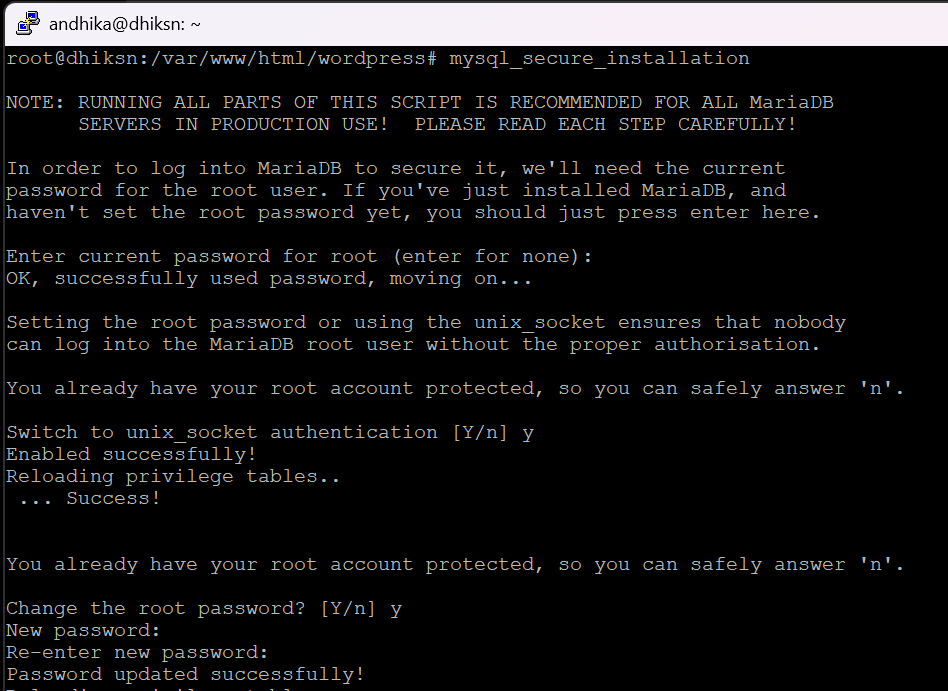 andhika@dhiksn: ~
root@dhiksn:/var/www/html/wordpress# mysql_secure_installation
NOTE: RUNNING ALL PARTS OF THIS SCRIPT IS RECOMMENDED FOR ALL MariaDB
SERVERS IN PRODUCTION USE!  PLEASE READ EACH STEP CAREFULLY!
In order to log into MariaDB to secure it, we'll need the current
password for the root user. If you've just installed MariaDB, and
haven't set the root password yet, you should just press enter here.
Enter current password for root (enter for none):
OK, successfully used password, moving on...
Setting the root password or using the unix_socket ensures that nobody
can log into the MariaDB root user without the proper authorisation.
You already have your root account protected, so you can safely answer 'n'.
Switch to unix_socket authentication [Y/n] y
Enabled successfully!
Reloading privilege tables..
... Success!
You already have your root account protected, so you can safely answer 'n'.
Change the root password? [Y/n] y
New password:
Re-enter new password:
Password updated successfully!